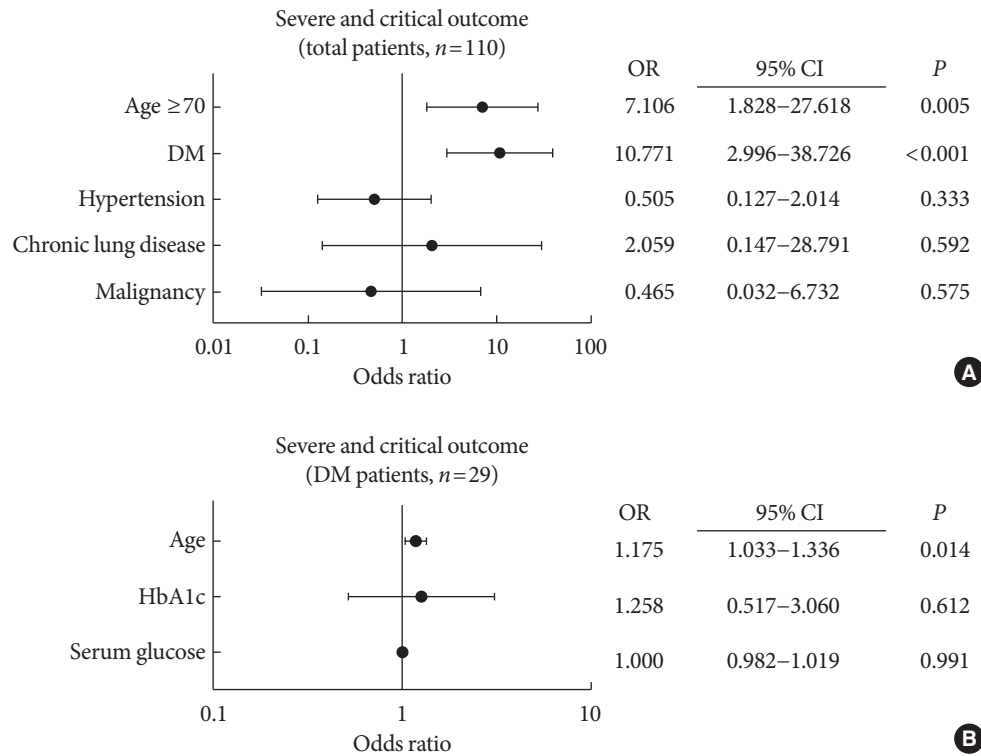 Severe and critical outcome
(total patients, n=110)
OR 95% CI P
Age ≥70 7.106 1.828–27.618 0.005
DM 10.771 2.996–38.726 <0.001
Hypertension 0.505 0.127–2.014 0.333
Chronic lung disease 2.059 0.147–28.791 0.592
Malignancy 0.465 0.032–6.732 0.575
0.01 0.1 1 10 100
Odds ratio
A
Severe and critical outcome
(DM patients, n=29)
OR 95% CI P
Age 1.175 1.033–1.336 0.014
HbA1c 1.258 0.517–3.060 0.612
Serum glucose 1.000 0.982–1.019 0.991
0.1 1 10
Odds ratio
B